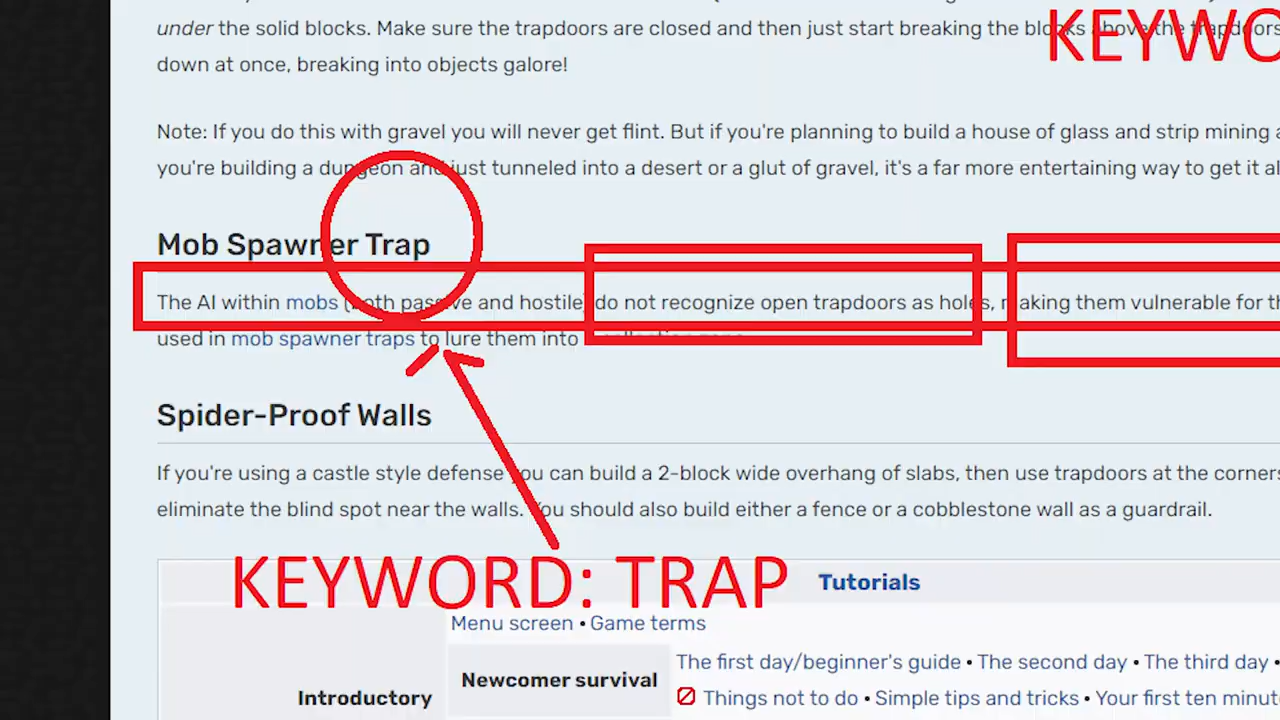 under the solid blocks. Make sure the trapdoors are closed and then just start breaking the blocks above the trapdoors
KEYWO
down at once, breaking into objects galore!
Note: If you do this with gravel you will never get flint. But if you're planning to build a house of glass and strip mining a
you're building a dungeon and just tunneled into a desert or a glut of gravel, it's a far more entertaining way to get it al
Mob Spawner Trap
The AI within mobs (both passive and hostile) do not recognize open trapdoors as holes, making them vulnerable for th
used in mob spawner traps to lure them into a collection zone.
Spider-Proof Walls
If you're using a castle style defense you can build a 2-block wide overhang of slabs, then use trapdoors at the corners
eliminate the blind spot near the walls. You should also build either a fence or a cobblestone wall as a guardrail.
KEYWORD: TRAP
Tutorials
Menu screen • Game terms
Introductory
Newcomer survival
The first day/beginner's guide • The second day • The third day •
Things not to do • Simple tips and tricks • Your first ten minut